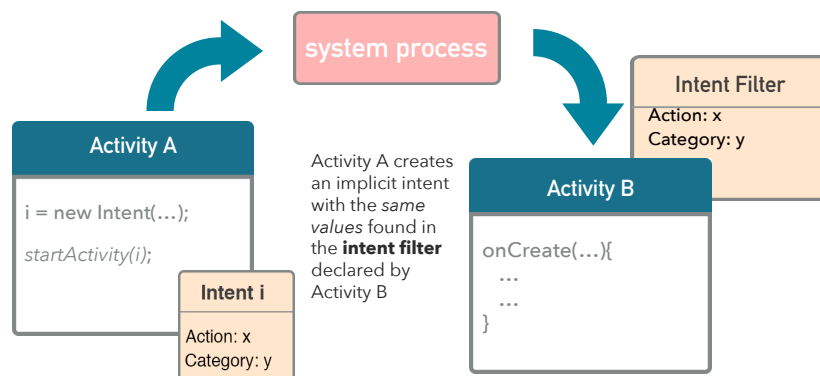 system process
Activity A
i = new Intent(...);
startActivity(i);
Intent i
Action: x
Category: y
Activity A creates
an implicit intent
with the same
values found in
the intent filter
declared by
Activity B
Intent Filter
Action: x
Category: y
Activity B
onCreate(...){
...
...
}